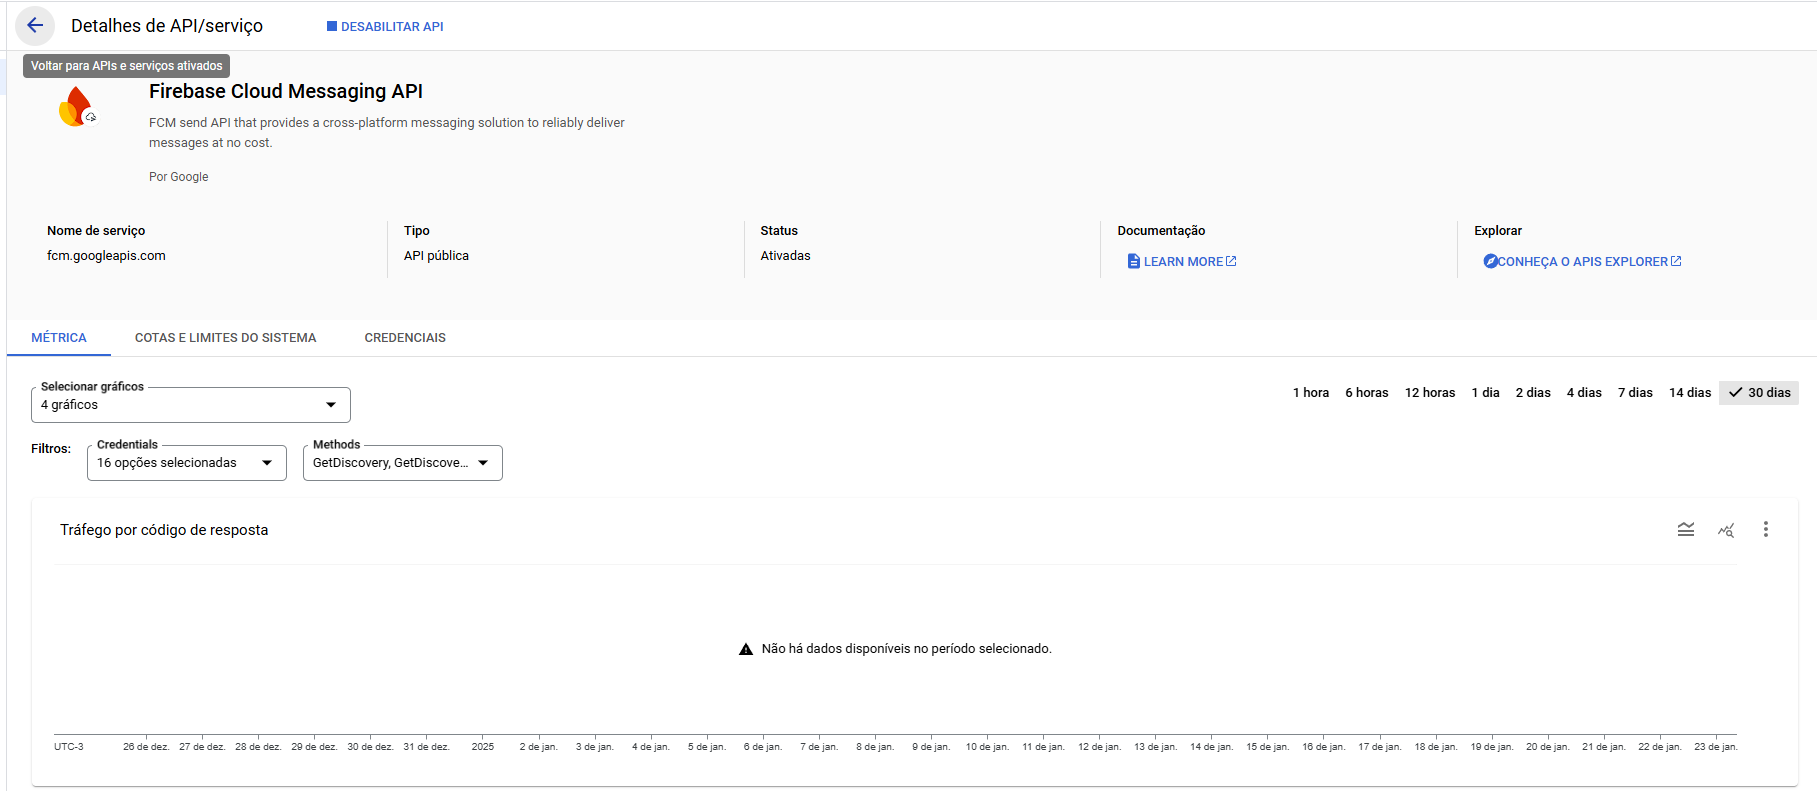 Detalhes de API/serviço
DESABILITAR API
Voltar para APIs e serviços ativados
Firebase Cloud Messaging API
FCM send API that provides a cross-platform messaging solution to reliably deliver
messages at no cost.
Por Google
Nome de serviço
fcm.googleapis.com
Tipo
API pública
Status
Ativadas
Documentação
LEARN MORE
Explorar
CONHEÇA O APIS EXPLORER
MÉTRICA
COTAS E LIMITES DO SISTEMA
CREDENCIAIS
Selecionar gráficos
4 gráficos
1 hora 6 horas 12 horas 1 dia 2 dias 4 dias 7 dias 14 dias 30 dias
Filtros:
Credentials
16 opções selecionadas
Methods
GetDiscovery, GetDiscove...
Tráfego por código de resposta
Não há dados disponíveis no período selecionado.
UTC-3 26 de dez. 27 de dez. 28 de dez. 29 de dez. 30 de dez. 31 de dez. 2025 2 de jan. 3 de jan. 4 de jan. 5 de jan. 6 de jan. 7 de jan. 8 de jan. 9 de jan. 10 de jan. 11 de jan. 12 de jan. 13 de jan. 14 de jan. 15 de jan. 16 de jan. 17 de jan. 18 de jan. 19 de jan. 20 de jan. 21 de jan. 22 de jan. 23 de jan.